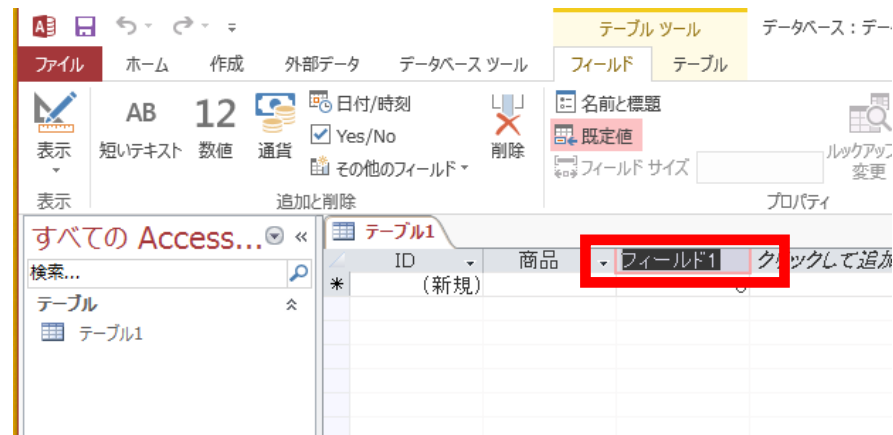 テーブル ツール データベース : デー
ファイル ホーム 作成 外部データ データベース ツール フィールド テーブル
AB 12 日付/時刻 名前と標題
表示 短いテキスト 数値 通貨 Yes/No 削除 既定値
その他のフィールド フィールド サイズ ルックアップ
変更
表示 追加と削除 プロパティ
すべての Access... « テーブル1
検索... ID 商品 フィールド1 クリックして追加
* (新規) 0
テーブル
テーブル1